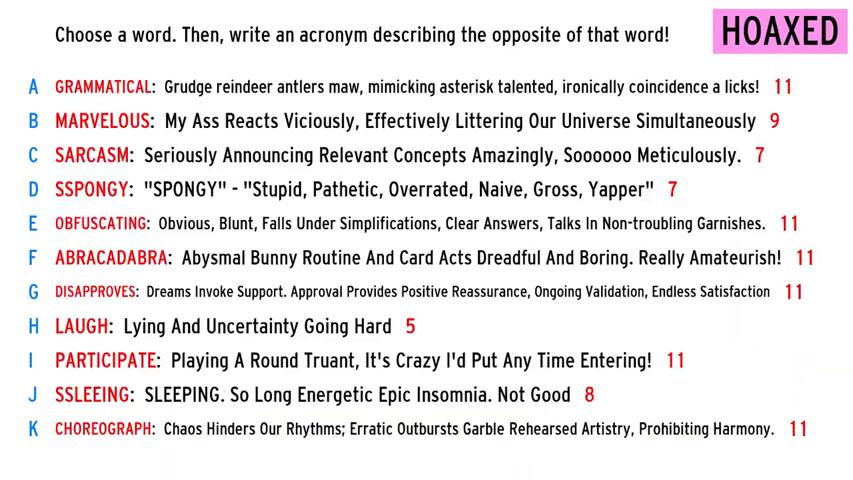 Choose a word. Then, write an acronym describing the opposite of that word!
HOAXED
A GRAMMATICAL: Grudge reindeer antlers maw, mimicking asterisk talented, ironically coincidence a licks! 11
B MARVELOUS: My Ass Reacts Viciously, Effectively Littering Our Universe Simultaneously 9
C SARCASM: Seriously Announcing Relevant Concepts Amazingly, Soooooo Meticulously. 7
D SSPONGY: "SPONGY" - "Stupid, Pathetic, Overrated, Naive, Gross, Yapper" 7
E OBFUSCATING: Obvious, Blunt, Falls Under Simplifications, Clear Answers, Talks In Non-troubling Garnishes. 11
F ABRACADABRA: Abysmal Bunny Routine And Card Acts Dreadful And Boring. Really Amateurish! 11
G DISAPPROVES: Dreams Invoke Support. Approval Provides Positive Reassurance, Ongoing Validation, Endless Satisfaction 11
H LAUGH: Lying And Uncertainty Going Hard 5
I PARTICIPATE: Playing A Round Truant, It's Crazy I'd Put Any Time Entering! 11
J SSLEEING: SLEEPING. So Long Energetic Epic Insomnia. Not Good 8
K CHOREOGRAPH: Chaos Hinders Our Rhythms; Erratic Outbursts Garble Rehearsed Artistry, Prohibiting Harmony. 11